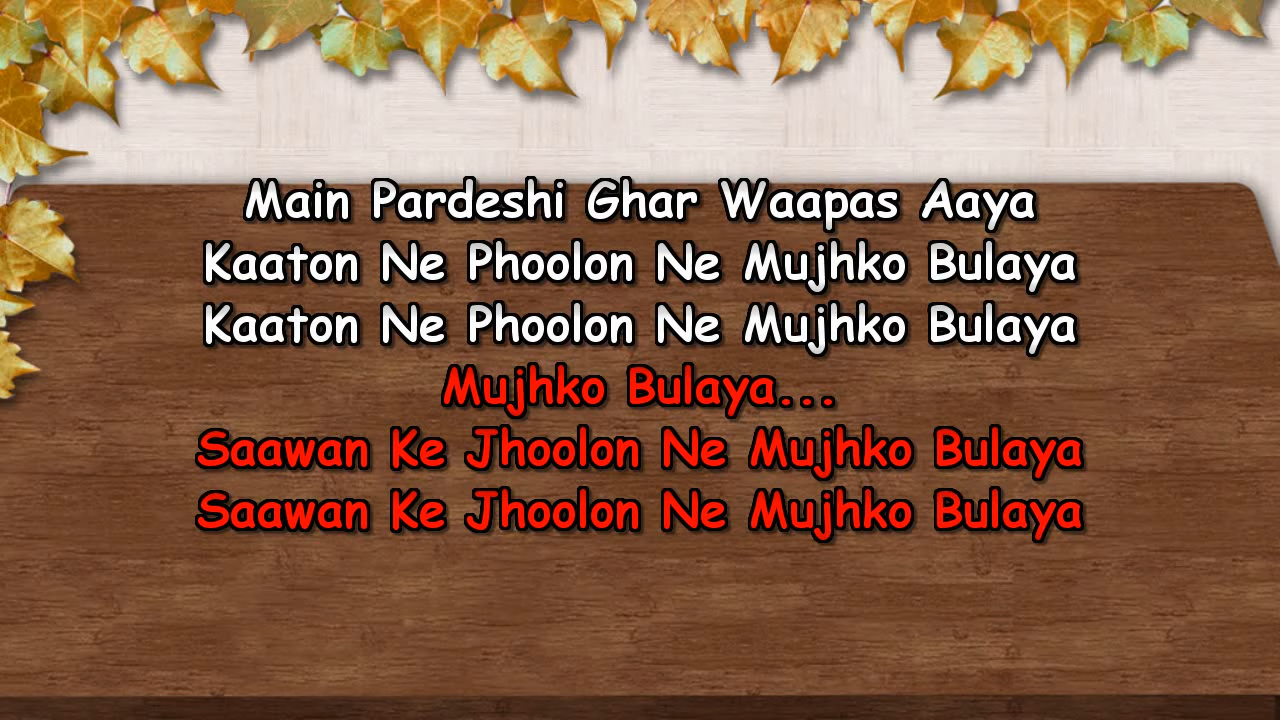 Main Pardeshi Ghar Waapas Aaya
Kaaton Ne Phoolon Ne Mujhko Bulaya
Kaaton Ne Phoolon Ne Mujhko Bulaya
Mujhko Bulaya...
Saawan Ke Jhoolon Ne Mujhko Bulaya
Saawan Ke Jhoolon Ne Mujhko Bulaya